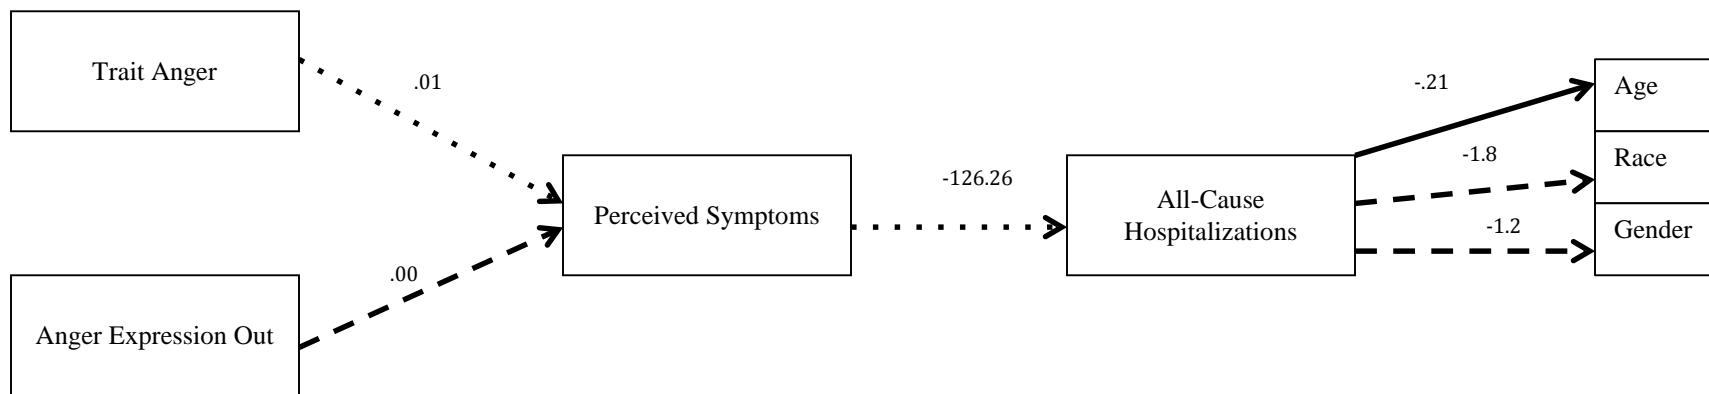 Trait Anger
.01
-.21
Age
-1.8
Race
-126.26
All-Cause
Hospitalizations
Perceived Symptoms
-1.2
Gender
.00
Anger Expression Out